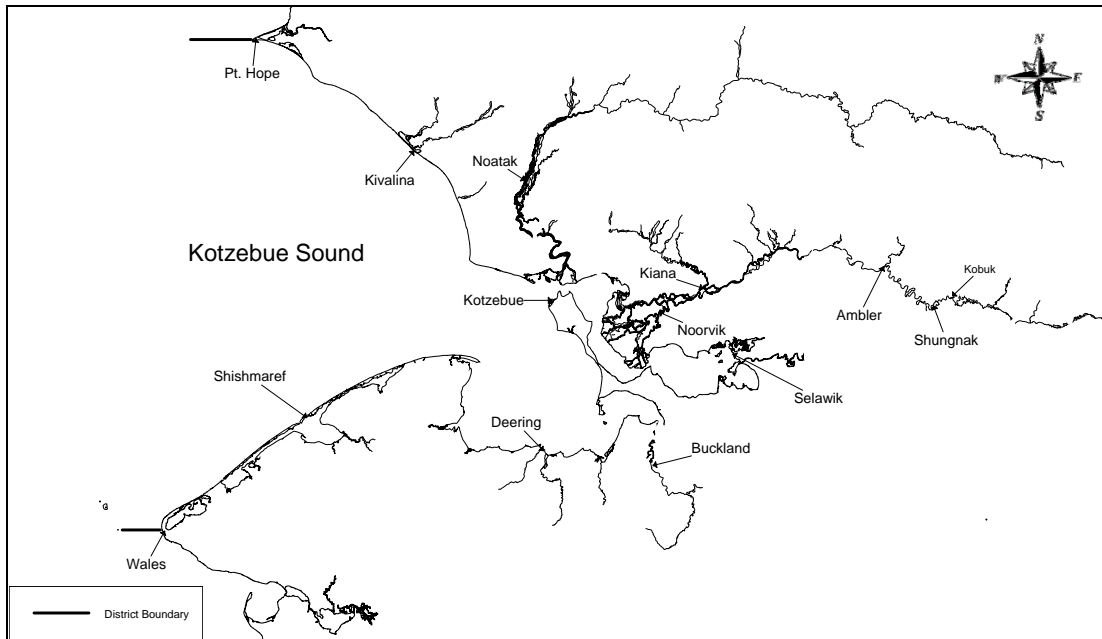 Pt. Hope
N
W E
S
Kivalina
Noatak
Kotzebue Sound
Kiana
Kobuk
Kotzebue
Ambler
Noorvik
Shungnak
Shishmaref
Selawik
Deering
Buckland
Wales
District Boundary